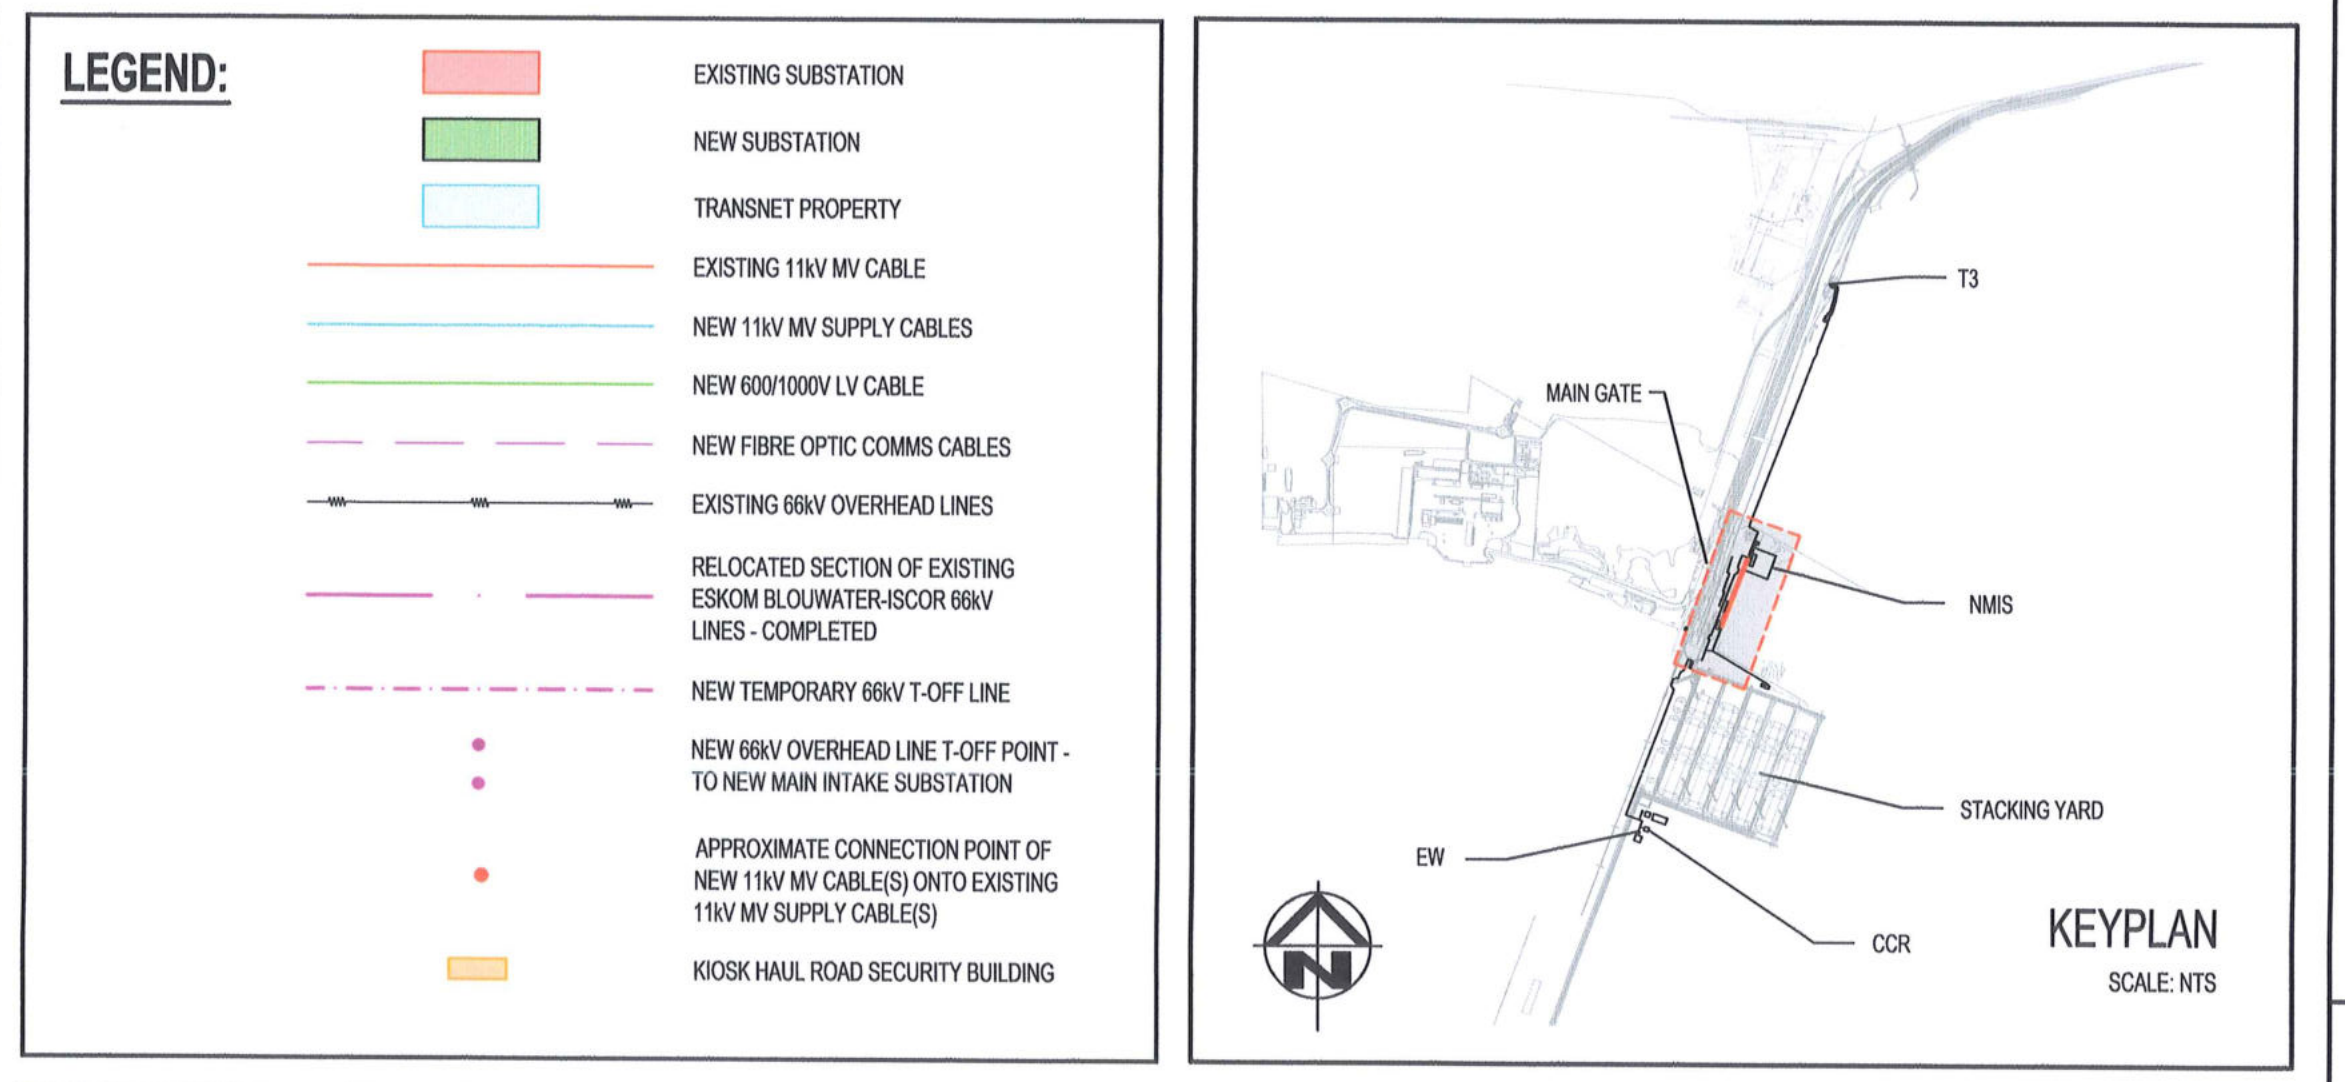 LEGEND:
EXISTING SUBSTATION
NEW SUBSTATION
TRANSNET PROPERTY
EXISTING 11kV MV CABLE
NEW 11kV MV SUPPLY CABLES
NEW 600/1000V LV CABLE
NEW FIBRE OPTIC COMMS CABLES
EXISTING 66kV OVERHEAD LINES
RELOCATED SECTION OF EXISTING
ESKOM BLOUWATER-ISCOR 66kV
LINES - COMPLETED
NEW TEMPORARY 66kV T-OFF LINE
NEW 66kV OVERHEAD LINE T-OFF POINT -
TO NEW MAIN INTAKE SUBSTATION
APPROXIMATE CONNECTION POINT OF
NEW 11kV MV CABLE(S) ONTO EXISTING
11kV MV SUPPLY CABLE(S)
KIOSK HAUL ROAD SECURITY BUILDING
T3
MAIN GATE
NMIS
STACKING YARD
EW
CCR
N
KEYPLAN
SCALE: NTS